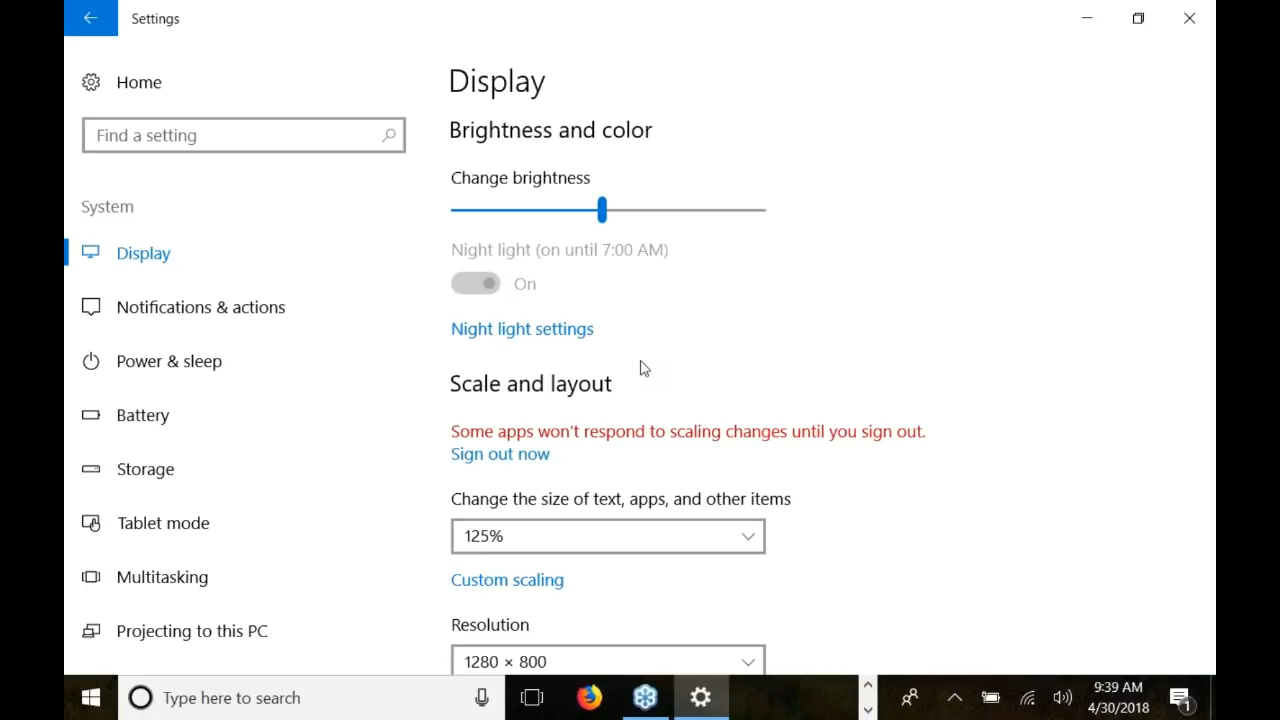 Settings
Home
Find a setting
System
Display
Notifications & actions
Power & sleep
Battery
Storage
Tablet mode
Multitasking
Projecting to this PC
Display
Brightness and color
Change brightness
Night light (on until 7:00 AM)
On
Night light settings
Scale and layout
Some apps won't respond to scaling changes until you sign out.
Sign out now
Change the size of text, apps, and other items
125%
Custom scaling
Resolution
1280 × 800
Type here to search
9:39 AM
4/30/2018
1